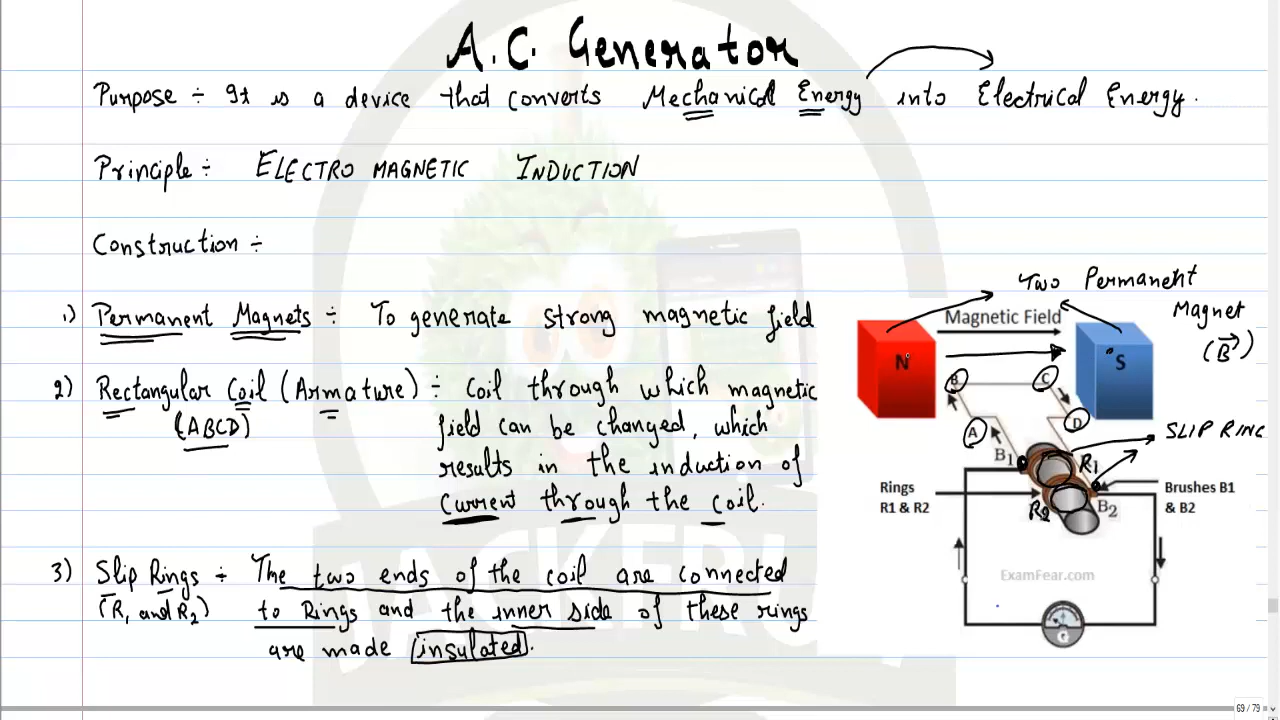 A.C. Generator
Purpose ÷ It is a device that converts Mechanical Energy into Electrical Energy.
Principle ÷ ELECTRO MAGNETIC INDUCTION
Construction ÷
1.) Permanent Magnets ÷ To generate strong magnetic field
2) Rectangular Coil (Armature) ÷ Coil through which magnetic
(ABCD) field can be changed, which
results in the induction of
Current through the coil.
3) Slip Rings ÷ The two ends of the coil are connected
(R1 and R2) to Rings and the inner side of these rings
are made insulated.
Two Permanent
Magnet
(B→)
Magnetic Field
N
S
B
C
A
D
SLIP RING
B1
R1
Rings
R1 & R2
R2
B2
Brushes B1
& B2
ExamFear.com
G
69 / 79